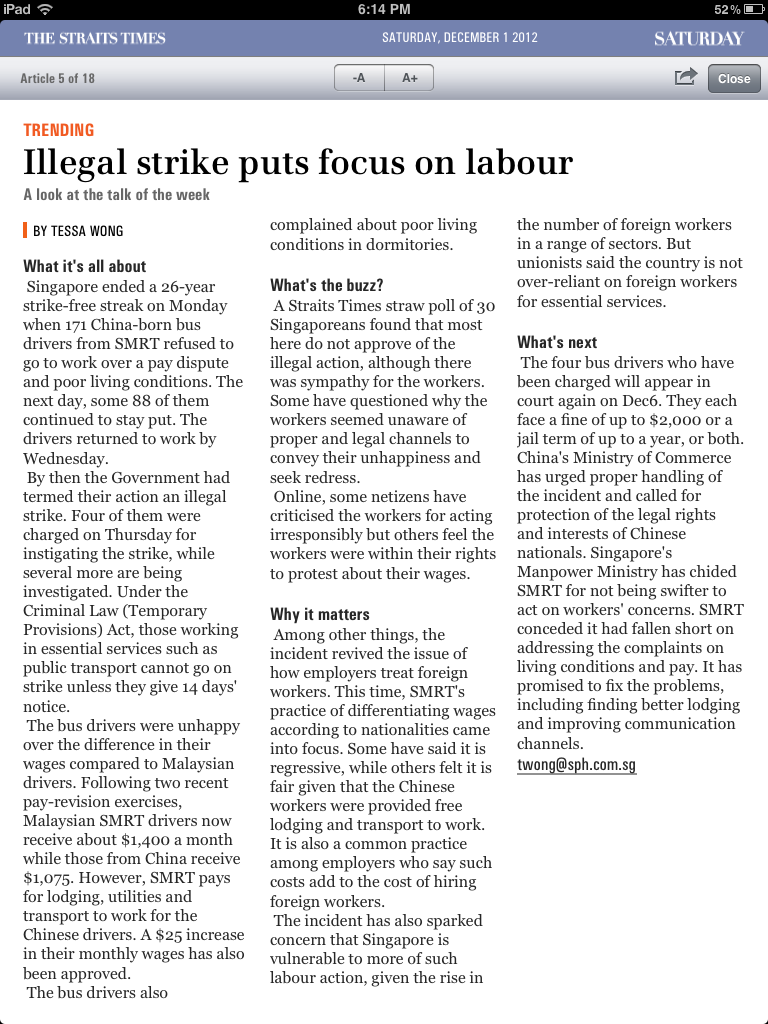 iPad
6:14 PM
52%
THE STRAITS TIMES
SATURDAY, DECEMBER 1 2012
SATURDAY
Article 5 of 18
-A
A+
Close
TRENDING
Illegal strike puts focus on labour
A look at the talk of the week
BY TESSA WONG
What it's all about
Singapore ended a 26-year
strike-free streak on Monday
when 171 China-born bus
drivers from SMRT refused to
go to work over a pay dispute
and poor living conditions. The
next day, some 88 of them
continued to stay put. The
drivers returned to work by
Wednesday.
By then the Government had
termed their action an illegal
strike. Four of them were
charged on Thursday for
instigating the strike, while
several more are being
investigated. Under the
Criminal Law (Temporary
Provisions) Act, those working
in essential services such as
public transport cannot go on
strike unless they give 14 days'
notice.
The bus drivers were unhappy
over the difference in their
wages compared to Malaysian
drivers. Following two recent
pay-revision exercises,
Malaysian SMRT drivers now
receive about $1,400 a month
while those from China receive
$1,075. However, SMRT pays
for lodging, utilities and
transport to work for the
Chinese drivers. A $25 increase
in their monthly wages has also
been approved.
The bus drivers also
complained about poor living
conditions in dormitories.
What's the buzz?
A Straits Times straw poll of 30
Singaporeans found that most
here do not approve of the
illegal action, although there
was sympathy for the workers.
Some have questioned why the
workers seemed unaware of
proper and legal channels to
convey their unhappiness and
seek redress.
Online, some netizens have
criticised the workers for acting
irresponsibly but others feel the
workers were within their rights
to protest about their wages.
Why it matters
Among other things, the
incident revived the issue of
how employers treat foreign
workers. This time, SMRT's
practice of differentiating wages
according to nationalities came
into focus. Some have said it is
regressive, while others felt it is
fair given that the Chinese
workers were provided free
lodging and transport to work.
It is also a common practice
among employers who say such
costs add to the cost of hiring
foreign workers.
The incident has also sparked
concern that Singapore is
vulnerable to more of such
labour action, given the rise in
the number of foreign workers
in a range of sectors. But
unionists said the country is not
over-reliant on foreign workers
for essential services.
What's next
The four bus drivers who have
been charged will appear in
court again on Dec6. They each
face a fine of up to $2,000 or a
jail term of up to a year, or both.
China's Ministry of Commerce
has urged proper handling of
the incident and called for
protection of the legal rights
and interests of Chinese
nationals. Singapore's
Manpower Ministry has chided
SMRT for not being swifter to
act on workers' concerns. SMRT
conceded it had fallen short on
addressing the complaints on
living conditions and pay. It has
promised to fix the problems,
including finding better lodging
and improving communication
channels.
twong@sph.com.sg